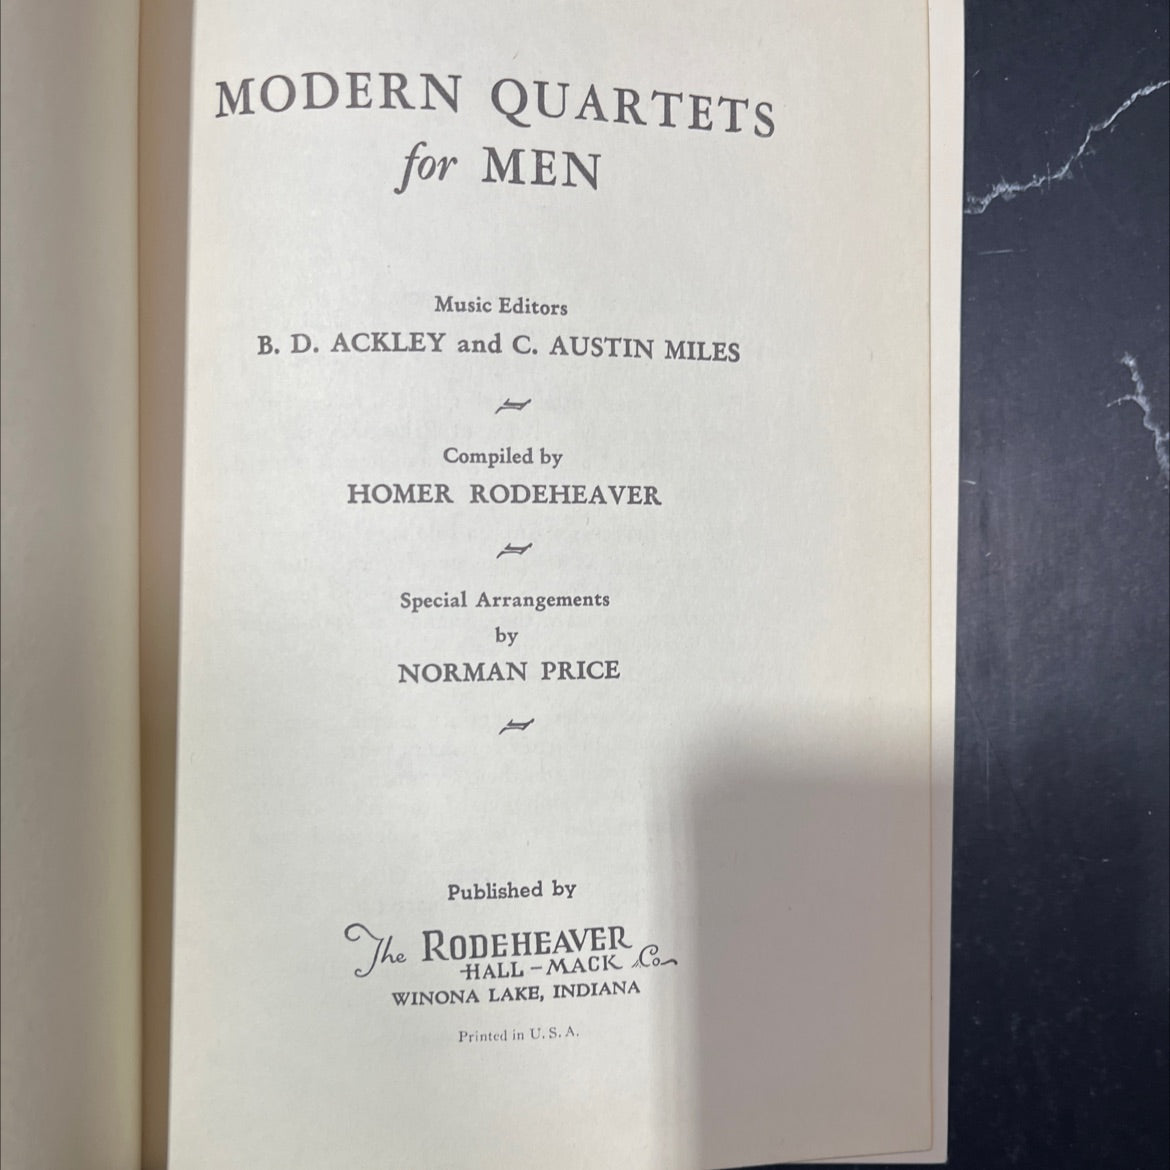 MODERN QUARTETS
for MEN
Music Editors
B. D. ACKLEY and C. AUSTIN MILES
Compiled by
HOMER RODEHEAVER
Special Arrangements
by
NORMAN PRICE
Published by
The RODEHEAVER
HALL-MACK Co.
WINONA LAKE, INDIANA
Printed in U. S. A.